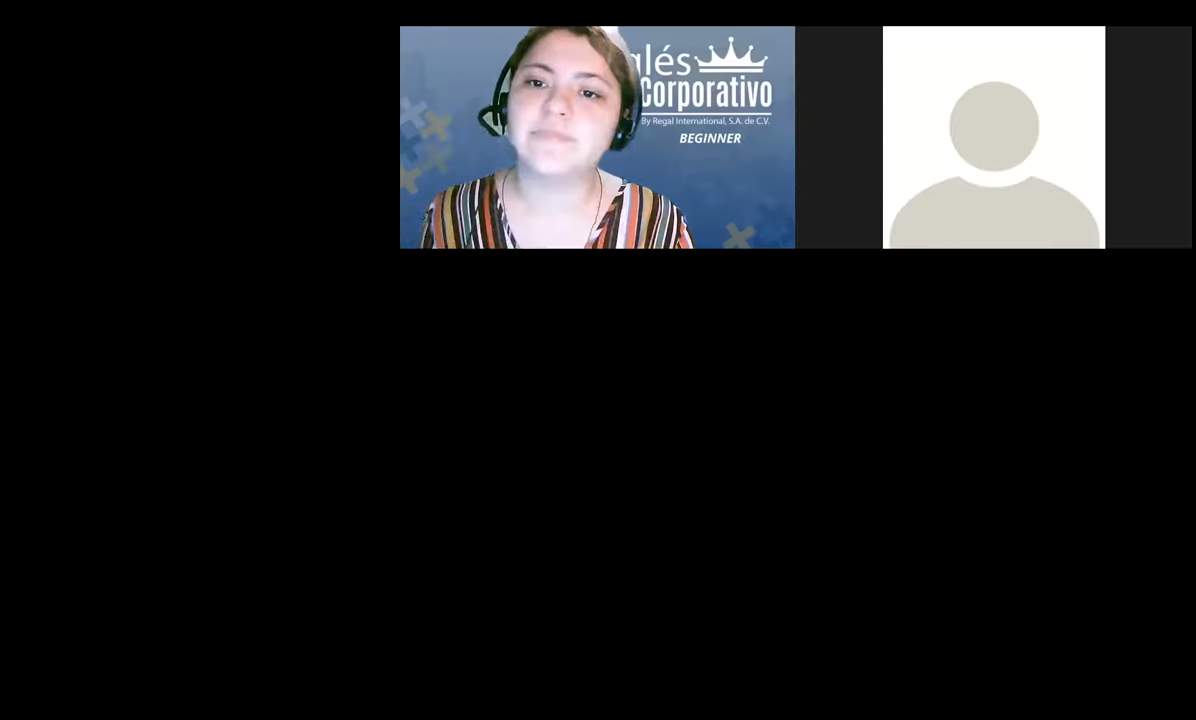 glés
Corporativo
By Regal International, S.A. de C.V.
BEGINNER